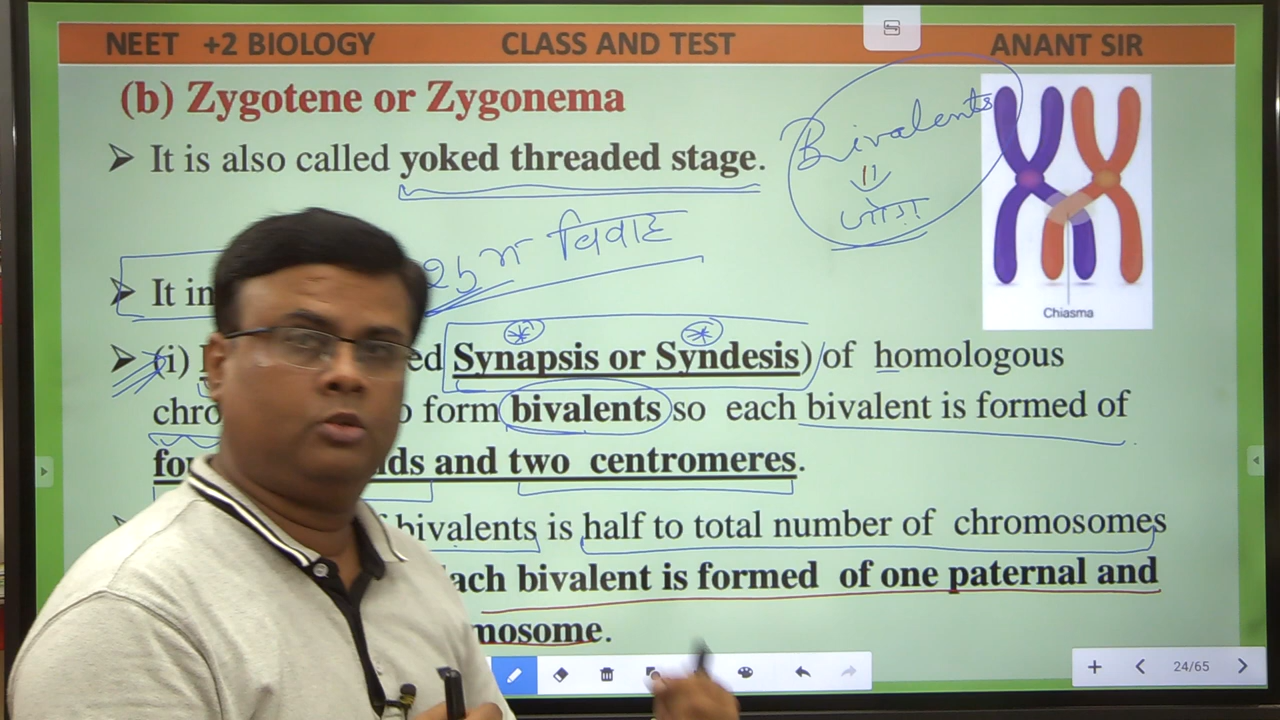 NEET +2 BIOLOGY CLASS AND TEST ANANT SIR
(b) Zygotene or Zygonema
➤ It is also called yoked threaded stage.
Bivalents
=
विवाह
➤ It in
➤ (i) ed Synapsis or Syndesis) of homologous
chro o form bivalents so each bivalent is formed of
fo ds and two centromeres.
bivalents is half to total number of chromosomes
ach bivalent is formed of one paternal and
mosome.
Chiasma
24/65